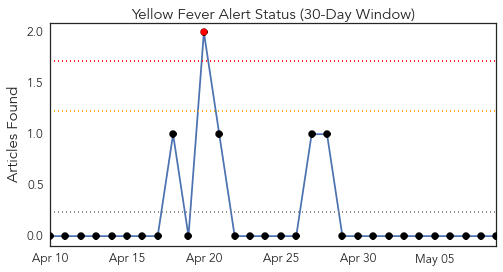 Yellow Fever Alert Status (30-Day Window)
Articles Found
2.0
1.5
1.0
0.5
0.0
Apr 10 Apr 15 Apr 20 Apr 25 Apr 30 May 05